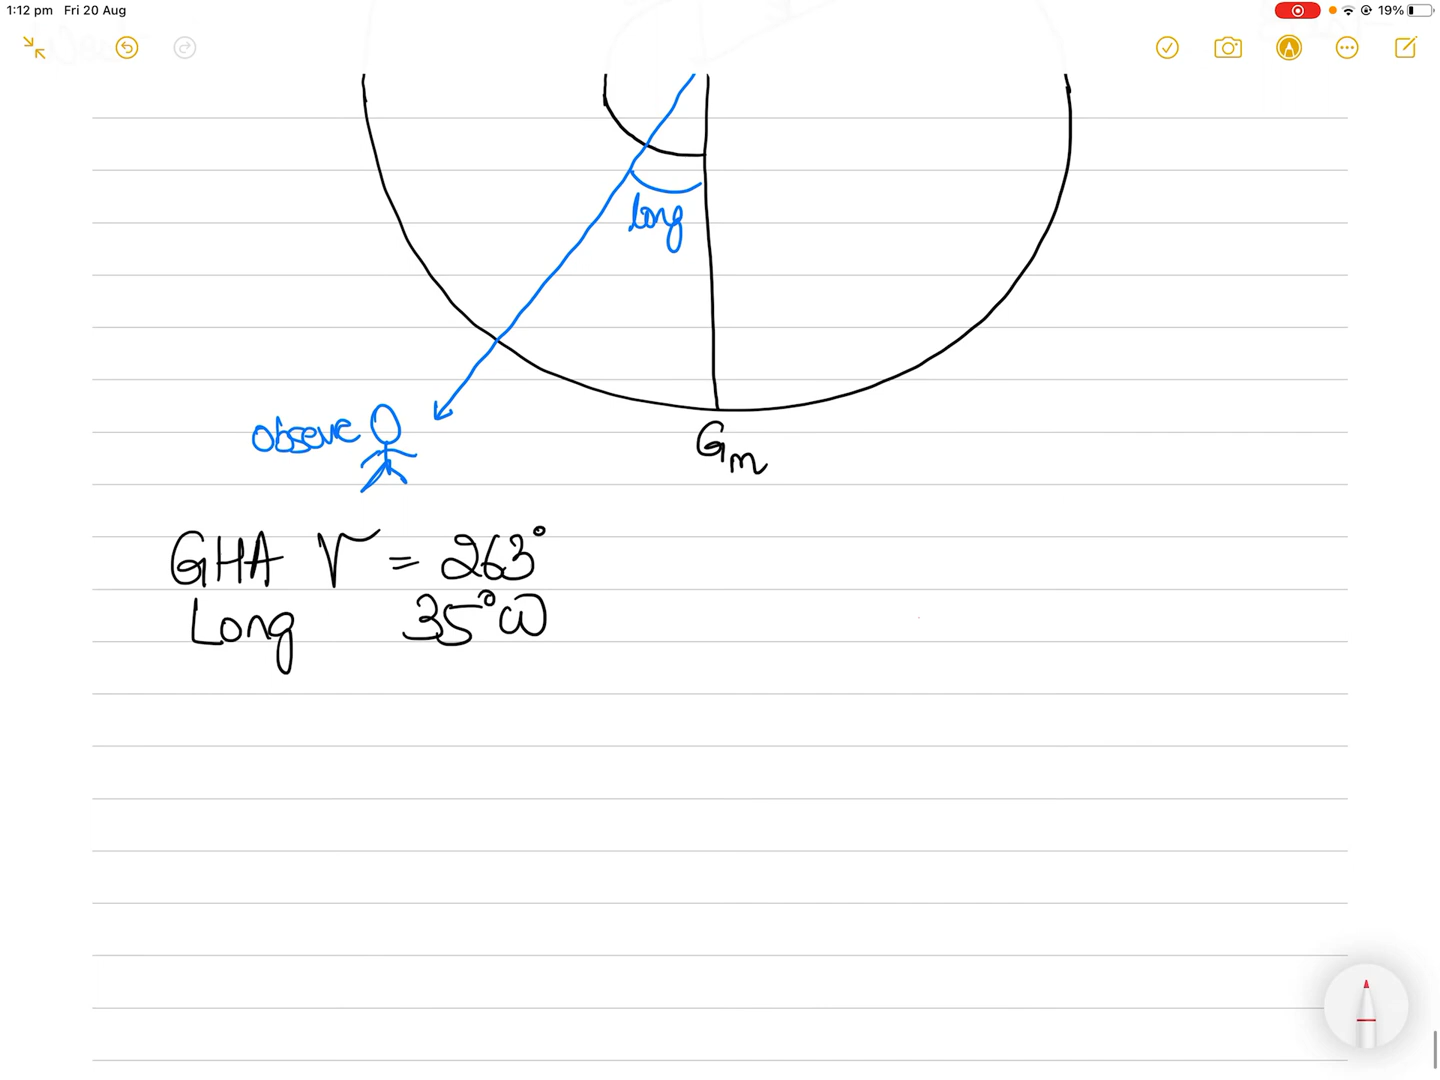 1:12 pm Fri 20 Aug
19%
long
observe
Gm
GHA ♈ = 263°
Long 35° W